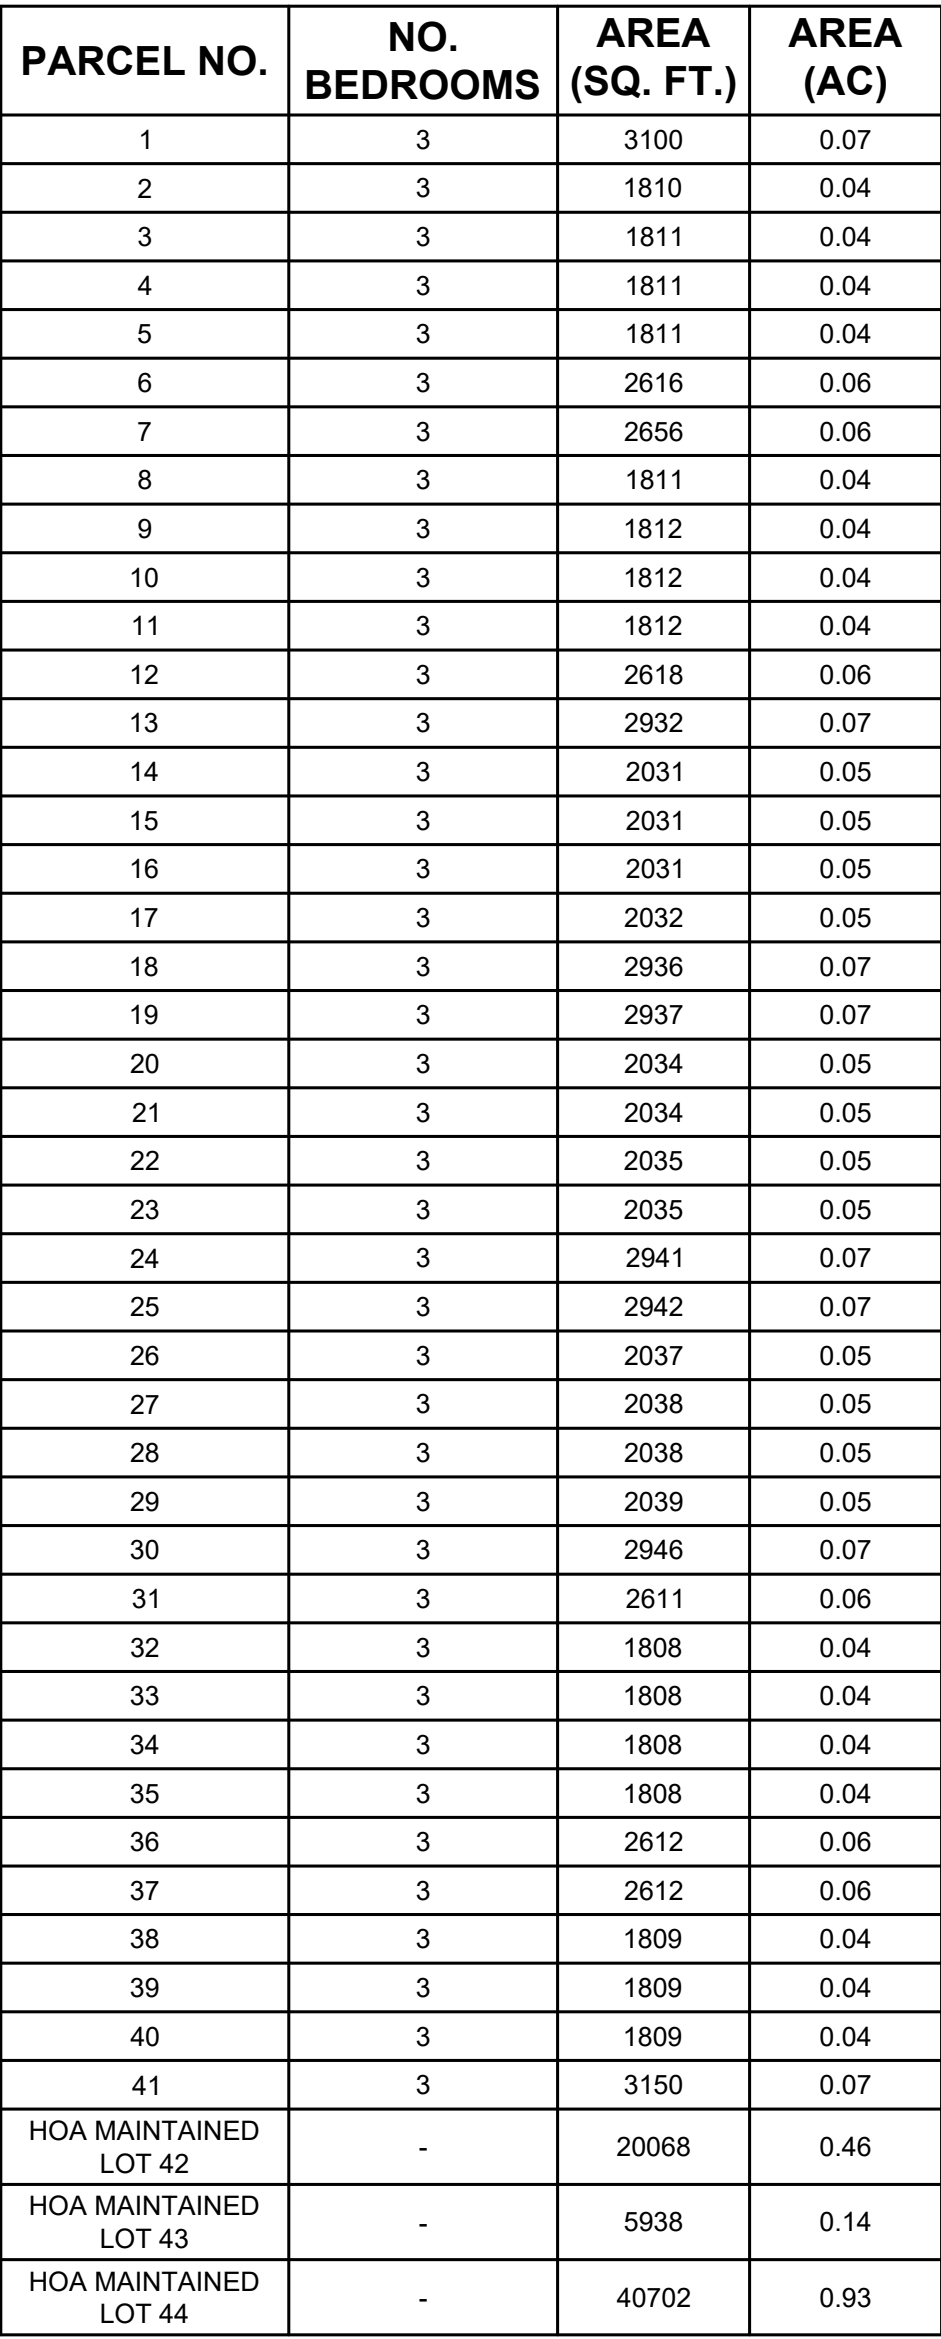 PARCEL NO. NO. BEDROOMS AREA (SQ. FT.) AREA (AC)
1 3 3100 0.07
2 3 1810 0.04
3 3 1811 0.04
4 3 1811 0.04
5 3 1811 0.04
6 3 2616 0.06
7 3 2656 0.06
8 3 1811 0.04
9 3 1812 0.04
10 3 1812 0.04
11 3 1812 0.04
12 3 2618 0.06
13 3 2932 0.07
14 3 2031 0.05
15 3 2031 0.05
16 3 2031 0.05
17 3 2032 0.05
18 3 2936 0.07
19 3 2937 0.07
20 3 2034 0.05
21 3 2034 0.05
22 3 2035 0.05
23 3 2035 0.05
24 3 2941 0.07
25 3 2942 0.07
26 3 2037 0.05
27 3 2038 0.05
28 3 2038 0.05
29 3 2039 0.05
30 3 2946 0.07
31 3 2611 0.06
32 3 1808 0.04
33 3 1808 0.04
34 3 1808 0.04
35 3 1808 0.04
36 3 2612 0.06
37 3 2612 0.06
38 3 1809 0.04
39 3 1809 0.04
40 3 1809 0.04
41 3 3150 0.07
HOA MAINTAINED LOT 42 - 20068 0.46
HOA MAINTAINED LOT 43 - 5938 0.14
HOA MAINTAINED LOT 44 - 40702 0.93